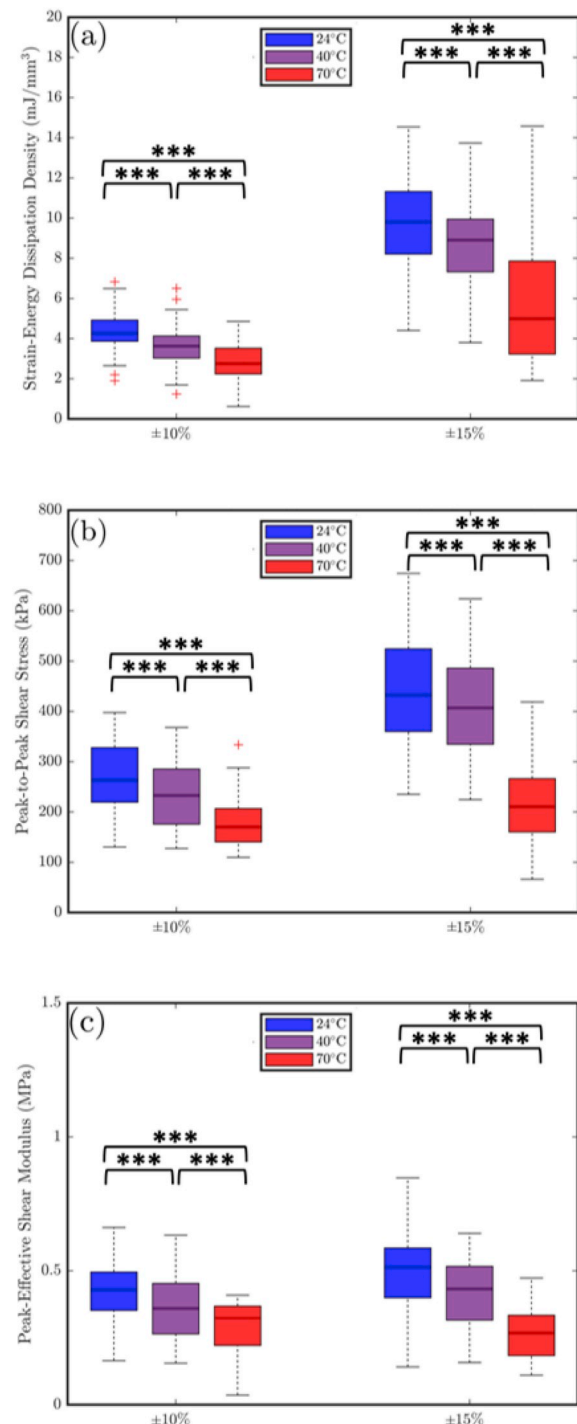 (a)
24°C
40°C
70°C
Strain-Energy Dissipation Density (mJ/mm³)
20
18
16
14
12
10
8
6
4
2
0
*** 
*** ***
***
*** ***
±10% ±15%
(b)
24°C
40°C
70°C
Peak-to-Peak Shear Stress (kPa)
800
700
600
500
400
300
200
100
0
***
*** ***
***
*** ***
±10% ±15%
(c)
24°C
40°C
70°C
Peak-Effective Shear Modulus (MPa)
1.5
1
0.5
0
***
*** ***
***
*** ***
±10% ±15%